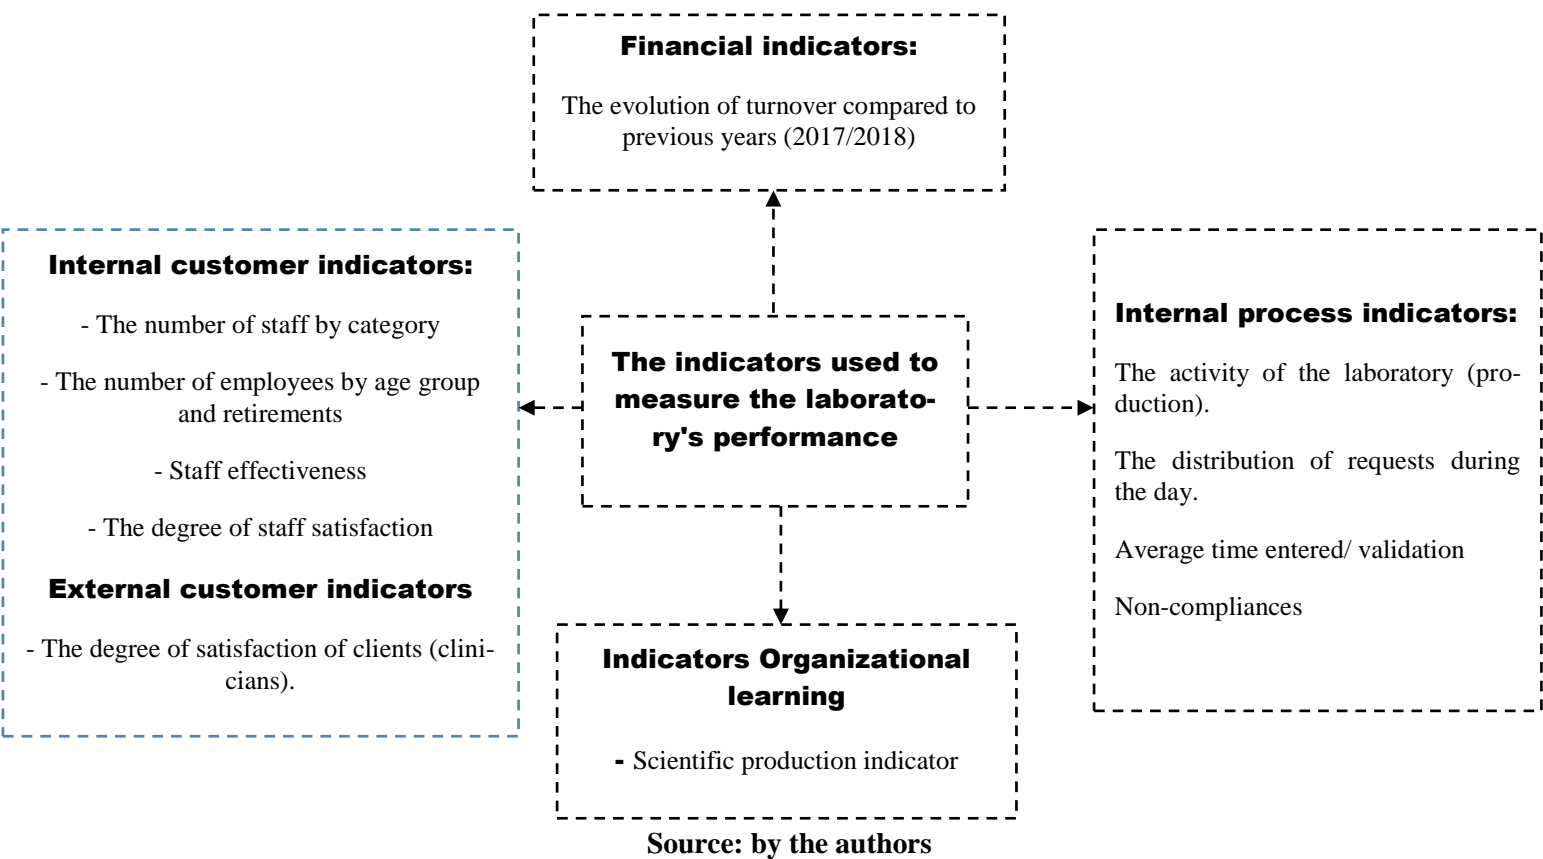 Financial indicators:
The evolution of turnover compared to
previous years (2017/2018)
Internal customer indicators:
- The number of staff by category
- The number of employees by age group
and retirements
- Staff effectiveness
- The degree of staff satisfaction
External customer indicators
- The degree of satisfaction of clients (clini-
cians).
The indicators used to
measure the laborato-
ry's performance
Internal process indicators:
The activity of the laboratory (pro-
duction).
The distribution of requests during
the day.
Average time entered/ validation
Non-compliances
Indicators Organizational
learning
- Scientific production indicator
Source: by the authors